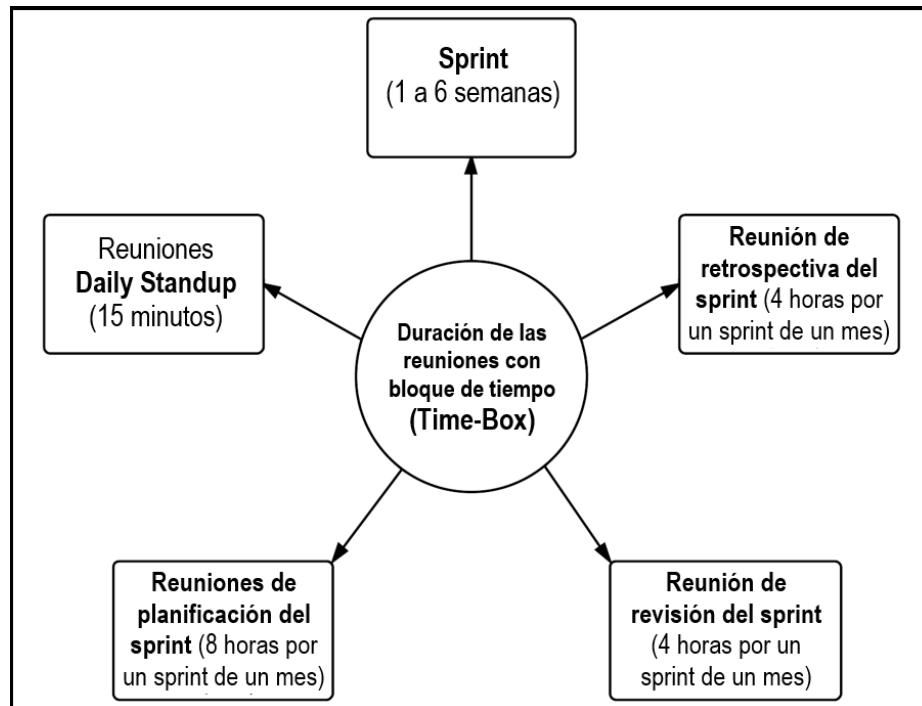 Sprint
(1 a 6 semanas)
Reuniones
Daily Standup
(15 minutos)
Reunión de
retrospectiva del
sprint (4 horas por
un sprint de un mes)
Duración de las
reuniones con
bloque de tiempo
(Time-Box)
Reuniones de
planificación del
sprint (8 horas por
un sprint de un mes)
Reunión de
revisión del sprint
(4 horas por un
sprint de un mes)